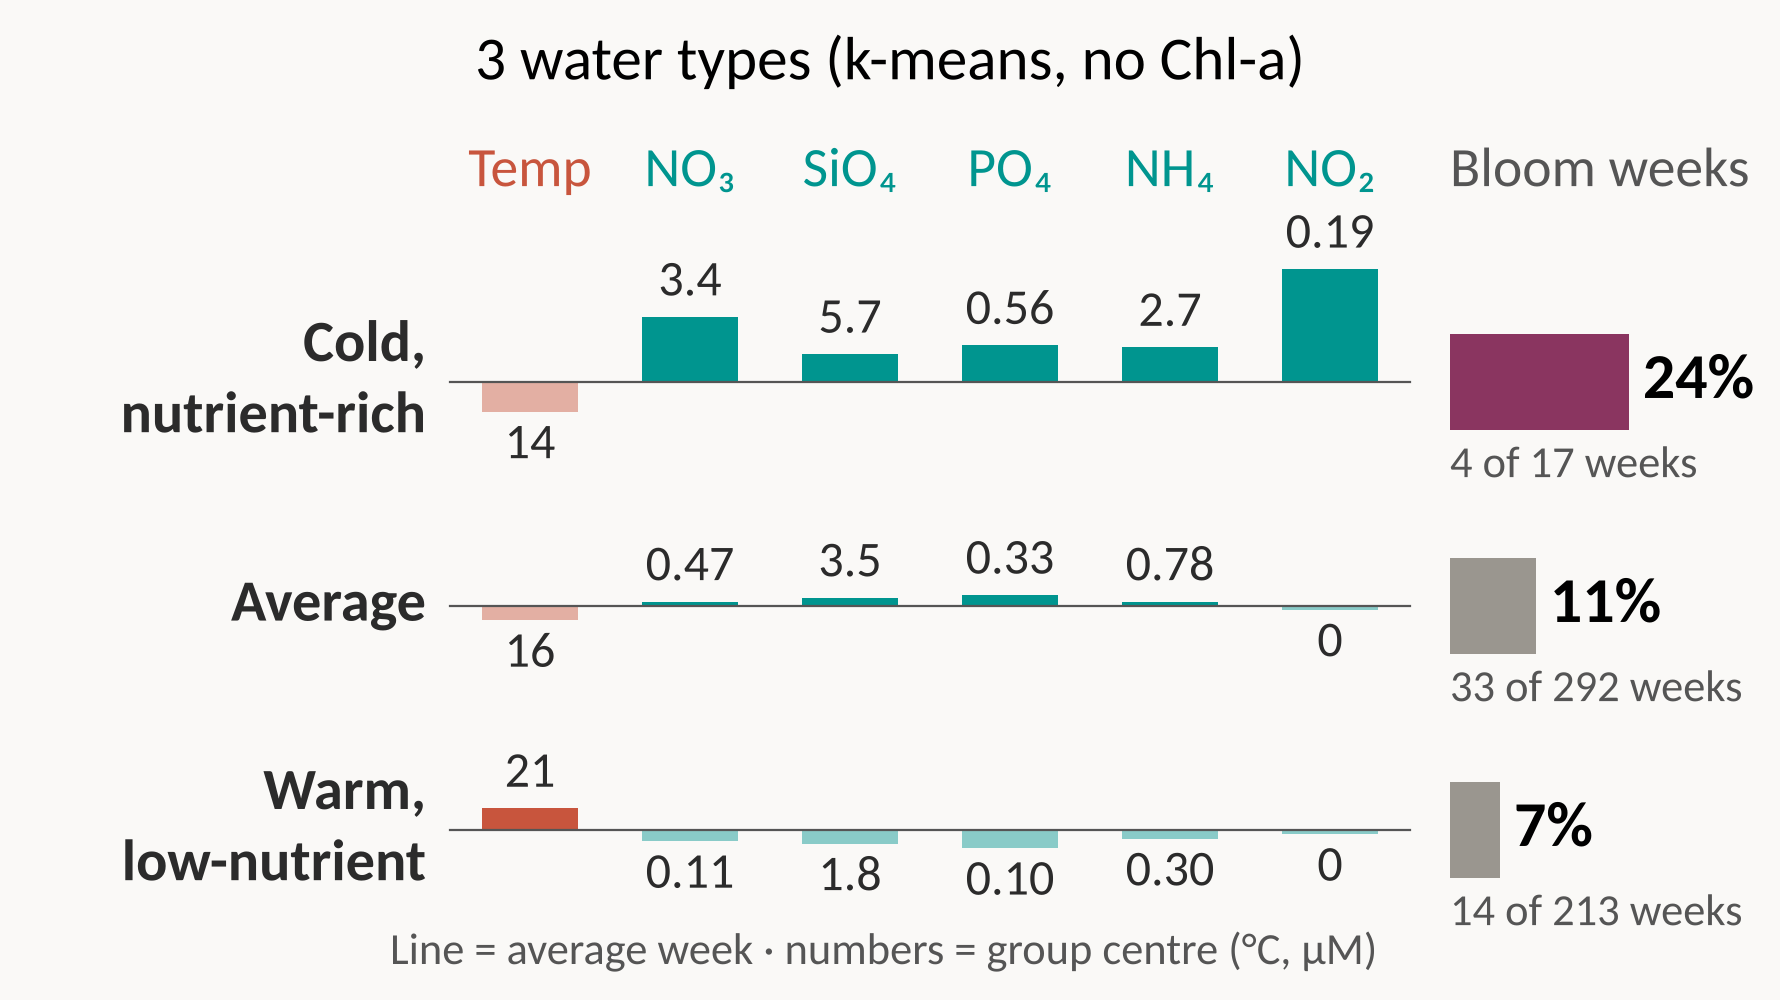 3 water types (k-means, no Chl-a)
Temp NO₃ SiO₄ PO₄ NH₄ NO₂ Bloom weeks
Cold,
nutrient-rich
14 3.4 5.7 0.56 2.7 0.19 24%
4 of 17 weeks
Average
16 0.47 3.5 0.33 0.78 0 11%
33 of 292 weeks
Warm,
low-nutrient
21 0.11 1.8 0.10 0.30 0 7%
14 of 213 weeks
Line = average week · numbers = group centre (°C, µM)